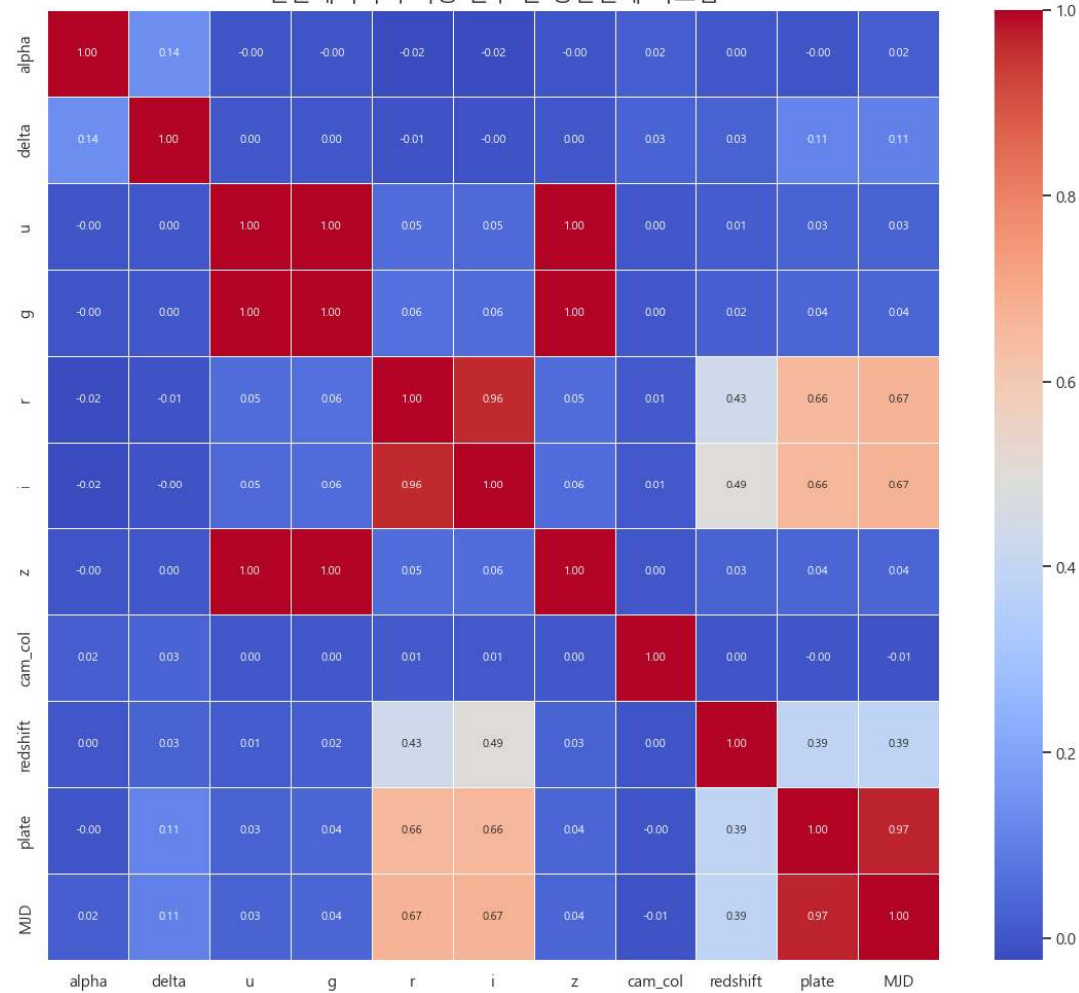 alpha 1.00 0.14 -0.00 -0.00 -0.02 -0.02 -0.00 0.02 0.00 -0.00 0.02
delta 0.14 1.00 0.00 0.00 -0.01 -0.00 0.00 0.03 0.03 0.11 0.11
u -0.00 0.00 1.00 1.00 0.05 0.05 1.00 0.00 0.01 0.03 0.03
g -0.00 0.00 1.00 1.00 0.06 0.06 1.00 0.00 0.02 0.04 0.04
r -0.02 -0.01 0.05 0.06 1.00 0.96 0.05 0.01 0.43 0.66 0.67
i -0.02 -0.00 0.05 0.06 0.96 1.00 0.06 0.01 0.49 0.66 0.67
z -0.00 0.00 1.00 1.00 0.05 0.06 1.00 0.00 0.03 0.04 0.04
cam_col 0.02 0.03 0.00 0.00 0.01 0.01 0.00 1.00 0.00 -0.00 -0.01
redshift 0.00 0.03 0.01 0.02 0.43 0.49 0.03 0.00 1.00 0.39 0.39
plate -0.00 0.11 0.03 0.04 0.66 0.66 0.04 -0.00 0.39 1.00 0.97
MJD 0.02 0.11 0.03 0.04 0.67 0.67 0.04 -0.01 0.39 0.97 1.00
alpha delta u g r i z cam_col redshift plate MJD
1.0
0.8
0.6
0.4
0.2
0.0